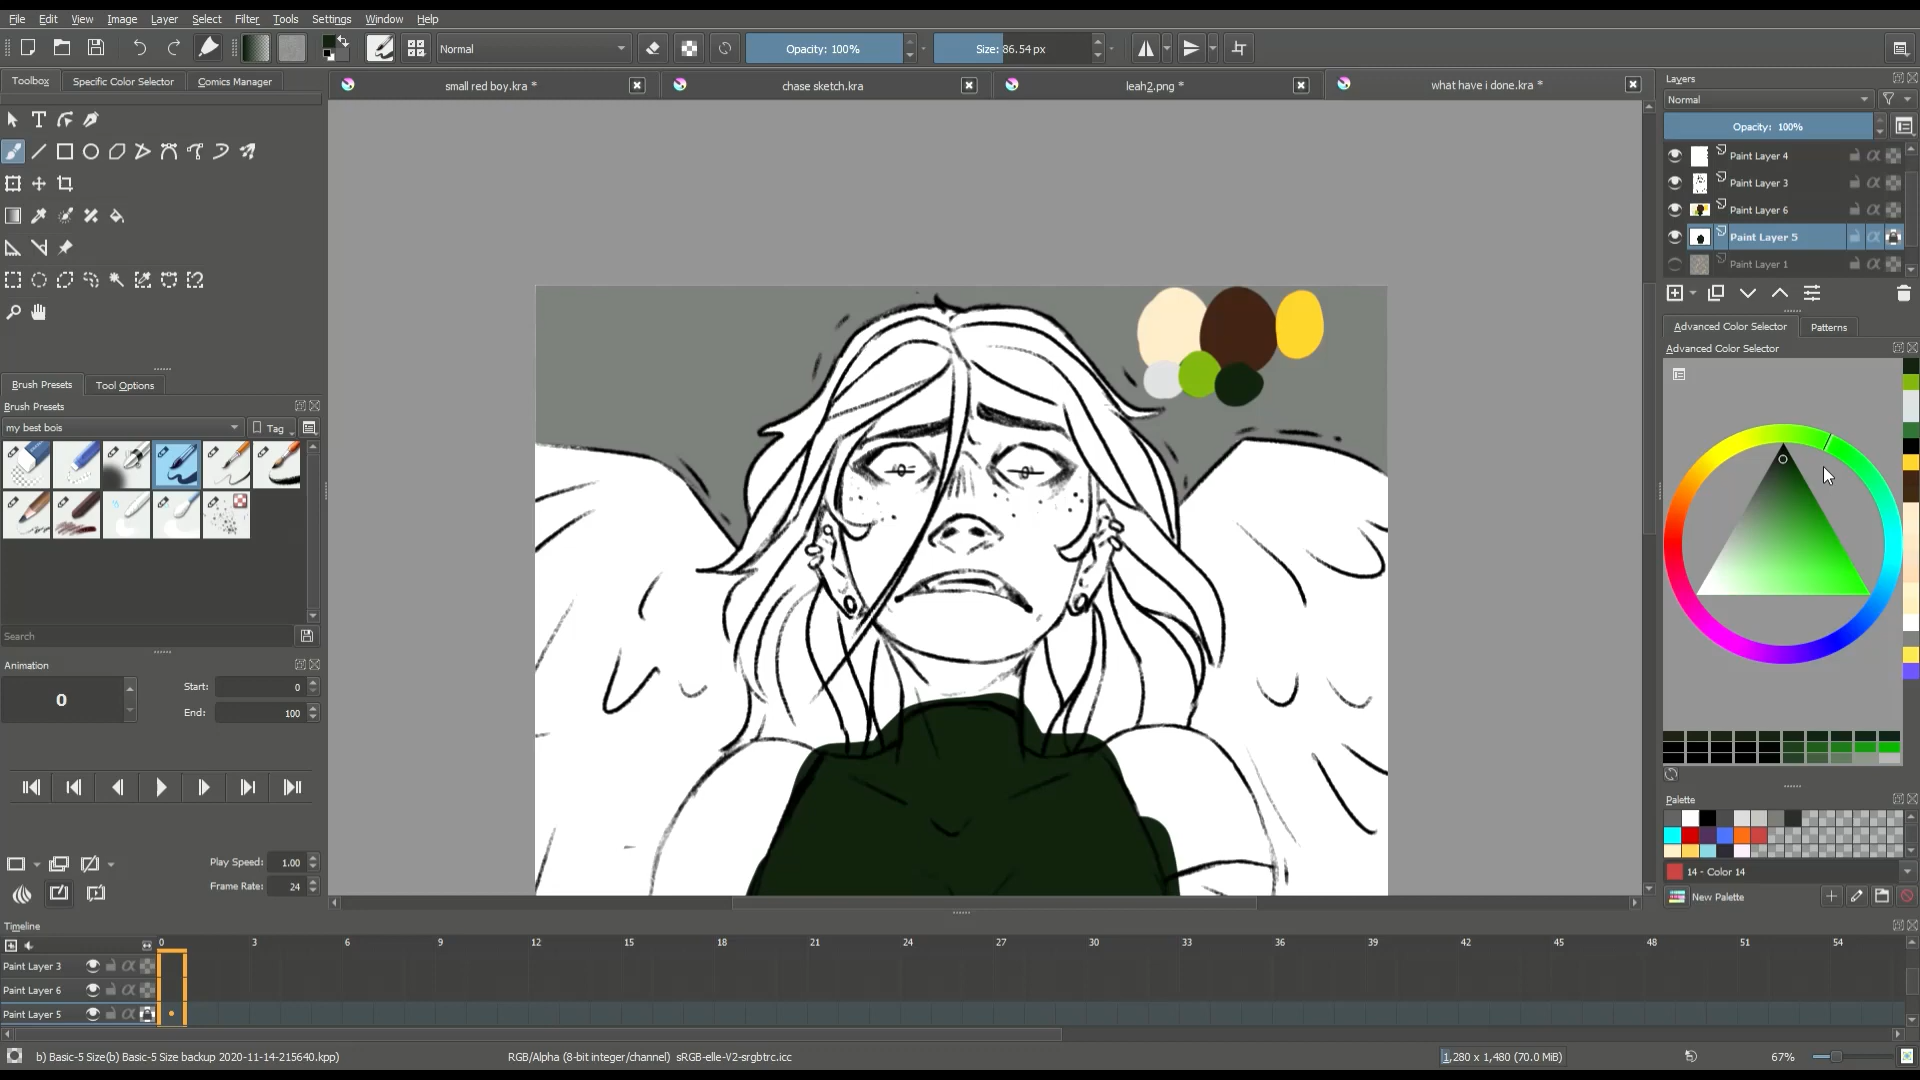 File Edit View Image Layer Select Filter Tools Settings Window Help
Normal
Opacity: 100%
Size: 86.54 px
Toolbox
Specific Color Selector
Comics Manager
small red boy.kra *
chase sketch.kra
leah2.png *
what have i done.kra *
Layers
Normal
Opacity: 100%
Paint Layer 4
Paint Layer 3
Paint Layer 6
Paint Layer 5
Paint Layer 1
Advanced Color Selector
Patterns
Advanced Color Selector
Brush Presets
Tool Options
Brush Presets
my best bois
Tag
Search
Animation
0
Start: 0
End: 100
Play Speed: 1.00
Frame Rate: 24
Palette
14 - Color 14
New Palette
Timeline
0 3 6 9 12 15 18 21 24 27 30 33 36 39 42 45 48 51 54
Paint Layer 3
Paint Layer 6
Paint Layer 5
b) Basic-5 Size(b) Basic-5 Size backup 2020-11-14-215640.kpp)
RGB/Alpha (8-bit integer/channel) sRGB-elle-V2-srgbtrc.icc
1,280 x 1,480 (70.0 MiB)
67%